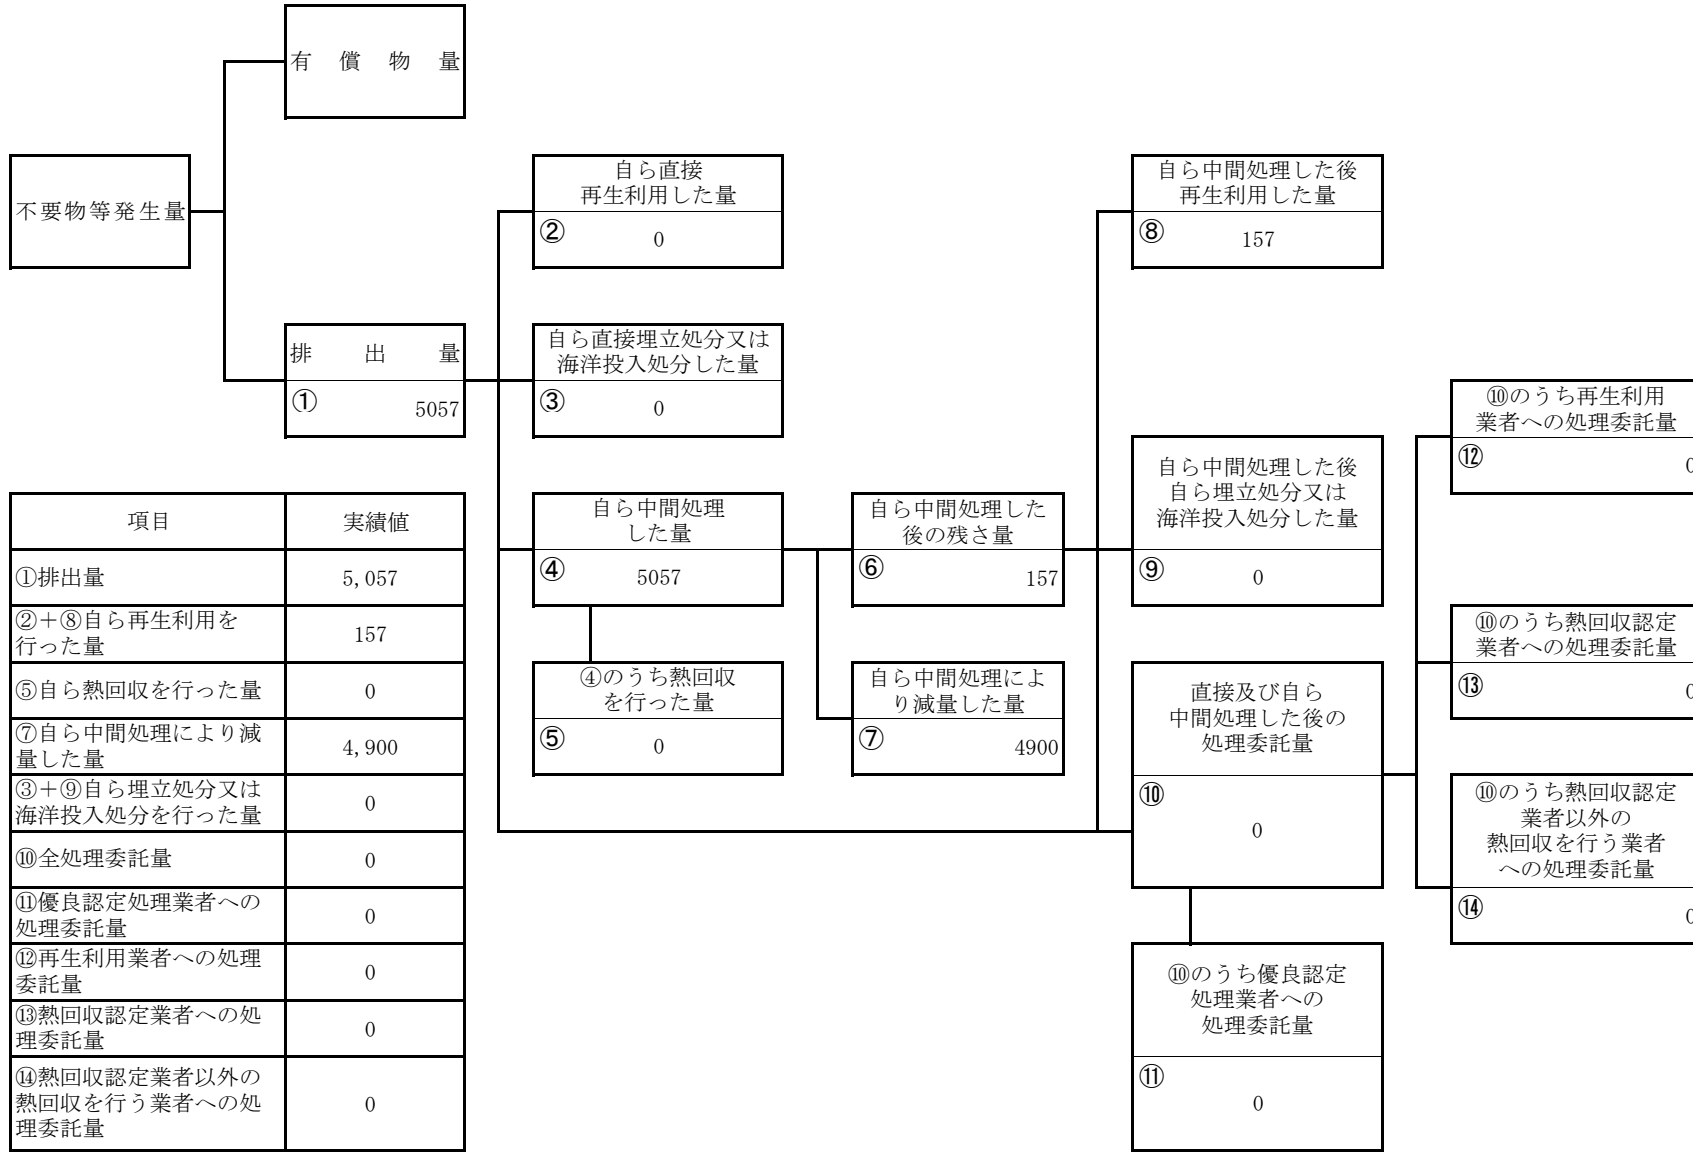 有償物量
不要物等発生量
排出量
① 5057
自ら直接
再生利用した量
② 0
自ら直接埋立処分又は
海洋投入処分した量
③ 0
自ら中間処理
した量
④ 5057
④のうち熱回収
を行った量
⑤ 0
自ら中間処理した
後の残さ量
⑥ 157
自ら中間処理によ
り減量した量
⑦ 4900
自ら中間処理した後
再生利用した量
⑧ 157
自ら中間処理した後
自ら埋立処分又は
海洋投入処分した量
⑨ 0
直接及び自ら
中間処理した後の
処理委託量
⑩
0
⑩のうち優良認定
処理業者への
処理委託量
⑪
0
⑩のうち再生利用
業者への処理委託量
⑫ 0
⑩のうち熱回収認定
業者への処理委託量
⑬ 0
⑩のうち熱回収認定
業者以外の
熱回収を行う業者
への処理委託量
⑭ 0
項目 実績値
①排出量 5,057
②＋⑧自ら再生利用を
行った量 157
⑤自ら熱回収を行った量 0
⑦自ら中間処理により減
量した量 4,900
③＋⑨自ら埋立処分又は
海洋投入処分を行った量 0
⑩全処理委託量 0
⑪優良認定処理業者への
処理委託量 0
⑫再生利用業者への処理
委託量 0
⑬熱回収認定業者への処
理委託量 0
⑭熱回収認定業者以外の
熱回収を行う業者への処
理委託量 0